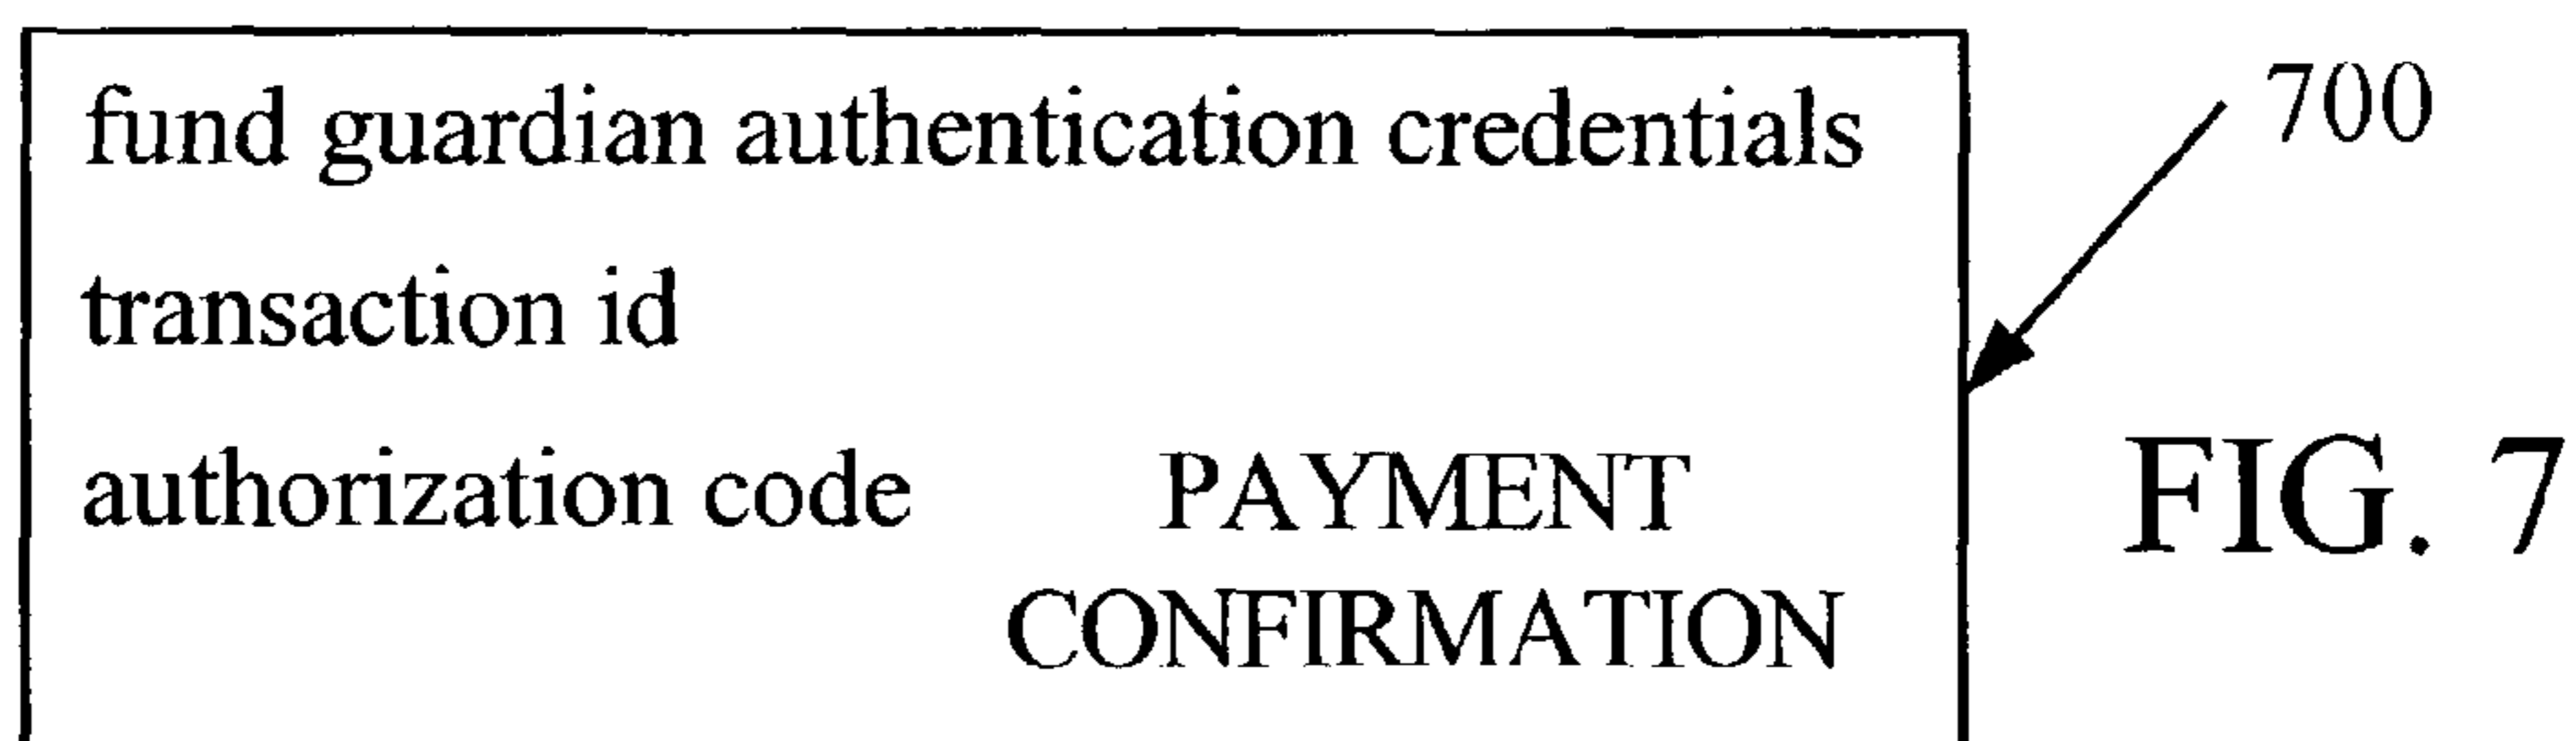 fund guardian authentication credentials
700
transaction id
authorization code
PAYMENT
CONFIRMATION
FIG. 7